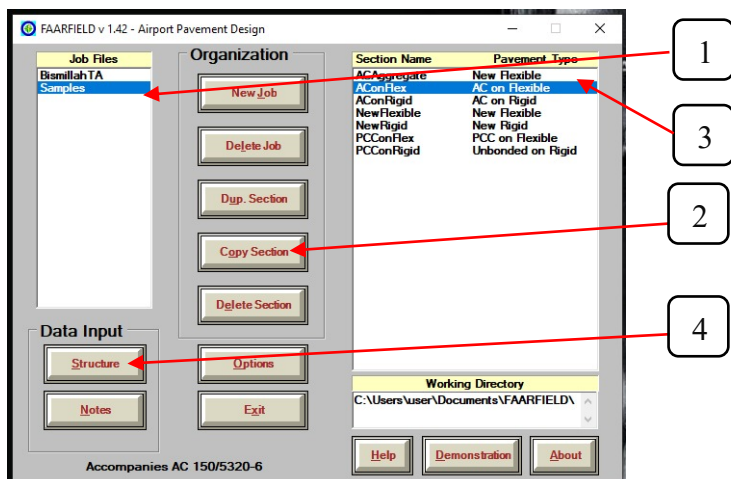 FAARFIELD v 1.42 - Airport Pavement Design
Job Files
BismillahTA
Samples
Organization
New Job
Delete Job
Dup. Section
Copy Section
Delete Section
Section Name Pavement Type
ACAggregate New Flexible
AConFlex AC on Flexible
AConRigid AC on Rigid
NewFlexible New Flexible
NewRigid New Rigid
PCConFlex PCC on Flexible
PCConRigid Unbonded on Rigid
1
3
2
4
Data Input
Structure
Notes
Options
Exit
Working Directory
C:\Users\user\Documents\FAARFIELD\
Help
Demonstration
About
Accompanies AC 150/5320-6